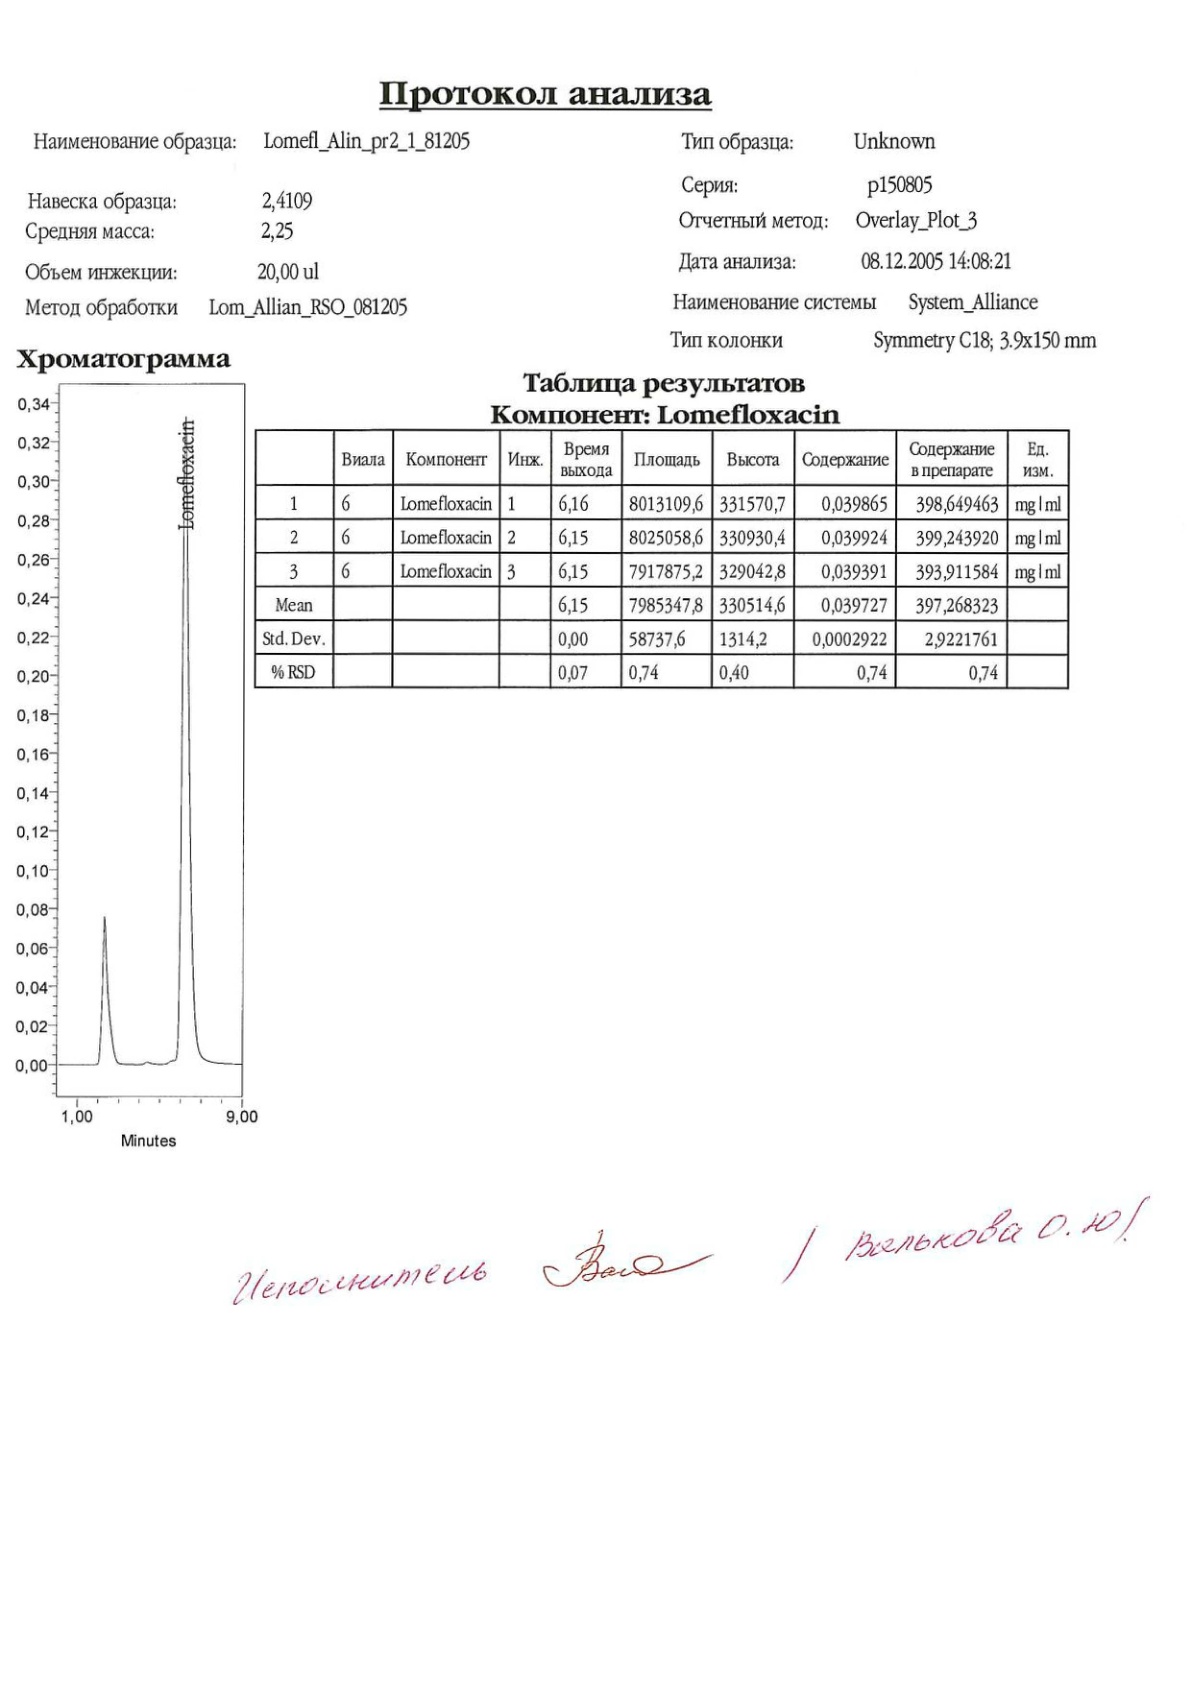 Протокол анализа
Наименование образца: Lomefl_Alin_pr2_1_81205
Тип образца: Unknown
Серия: p150805
Навеска образца: 2,4109
Отчетный метод: Overlay_Plot_3
Средняя масса: 2,25
Дата анализа: 08.12.2005 14:08:21
Объем инжекции: 20,00 ul
Наименование системы System_Alliance
Метод обработки Lom_Allian_RSO_081205
Тип колонки Symmetry C18; 3.9x150 mm
Хроматограмма
0,34
0,32
0,30
0,28
0,26
0,24
0,22
0,20
0,18
0,16
0,14
0,12
0,10
0,08
0,06
0,04
0,02
0,00
Lomefloxacin
1,00 9,00
Minutes
Таблица результатов
Компонент: Lomefloxacin
Виала Компонент Инж. Время выхода Площадь Высота Содержание Содержание в препарате Ед. изм.
1 6 Lomefloxacin 1 6,16 8013109,6 331570,7 0,039865 398,649463 mg|ml
2 6 Lomefloxacin 2 6,15 8025058,6 330930,4 0,039924 399,243920 mg|ml
3 6 Lomefloxacin 3 6,15 7917875,2 329042,8 0,039391 393,911584 mg|ml
Mean 6,15 7985347,8 330514,6 0,039727 397,268323
Std. Dev. 0,00 58737,6 1314,2 0,0002922 2,9221761
% RSD 0,07 0,74 0,40 0,74 0,74
Исполнитель / Валькова О.Ю/.